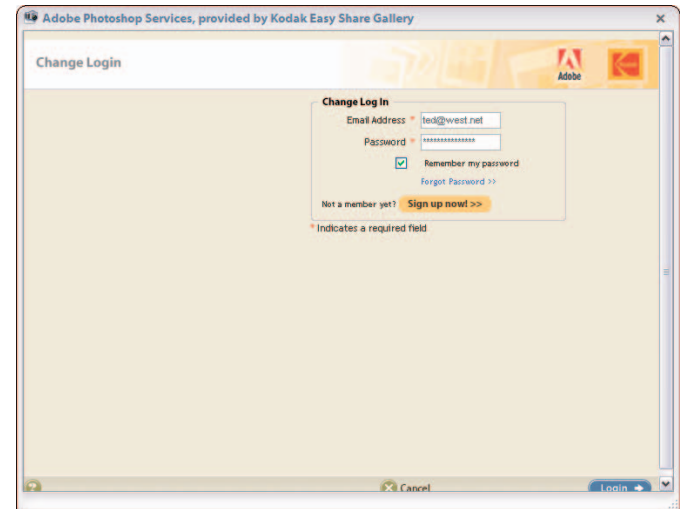 Adobe Photoshop Services, provided by Kodak Easy Share Gallery
Change Login
Adobe
Kodak
Change Log In
Email Address * ted@west.net
Password * ***************
Remember my password
Forgot Password >>
Not a member yet? Sign up now! >>
* Indicates a required field
? Cancel Login